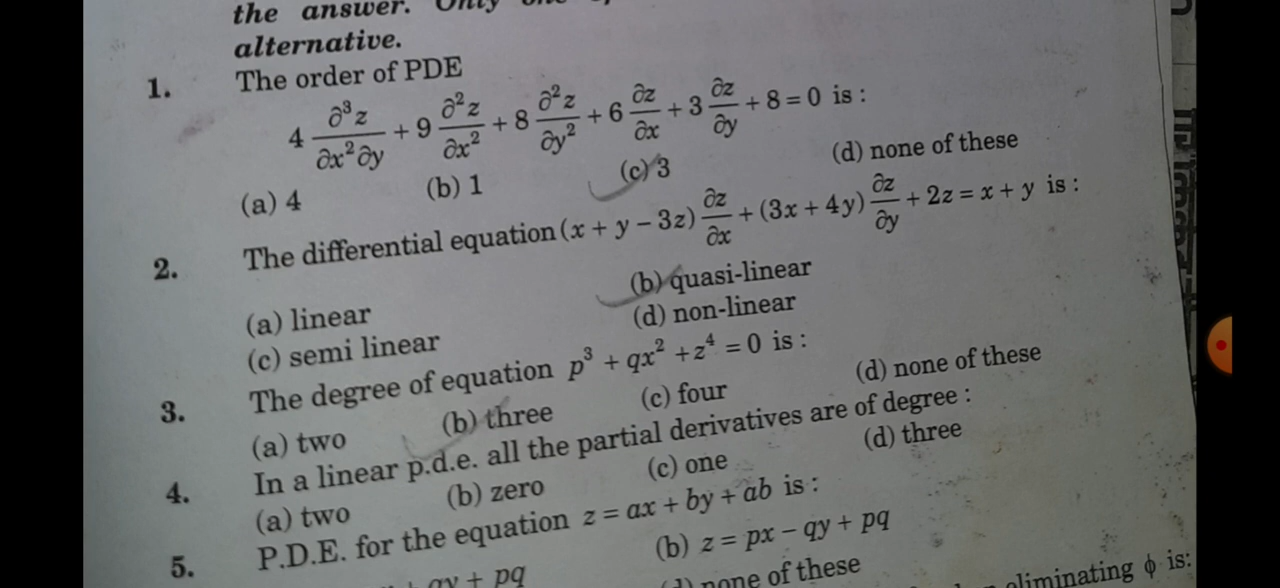 the answer. Only one
alternative.
1. The order of PDE
4 ∂³z/∂x²∂y + 9 ∂²z/∂x² + 8 ∂²z/∂y² + 6 ∂z/∂x + 3 ∂z/∂y + 8 = 0 is :
(a) 4 (b) 1 (c) 3 (d) none of these
2. The differential equation (x + y − 3z) ∂z/∂x + (3x + 4y) ∂z/∂y + 2z = x + y is :
(a) linear (b) quasi-linear
(c) semi linear (d) non-linear
3. The degree of equation p³ + qx² + z⁴ = 0 is :
(a) two (b) three (c) four (d) none of these
4. In a linear p.d.e. all the partial derivatives are of degree :
(a) two (b) zero (c) one (d) three
5. P.D.E. for the equation z = ax + by + ab is :
+ qy + pq (b) z = px − qy + pq
(d) none of these
eliminating ϕ is: